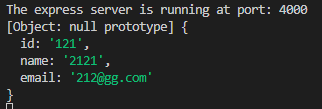 The express server is running at port: 4000
[Object: null prototype] {
  id: '121',
  name: '2121',
  email: '212@gg.com'
}